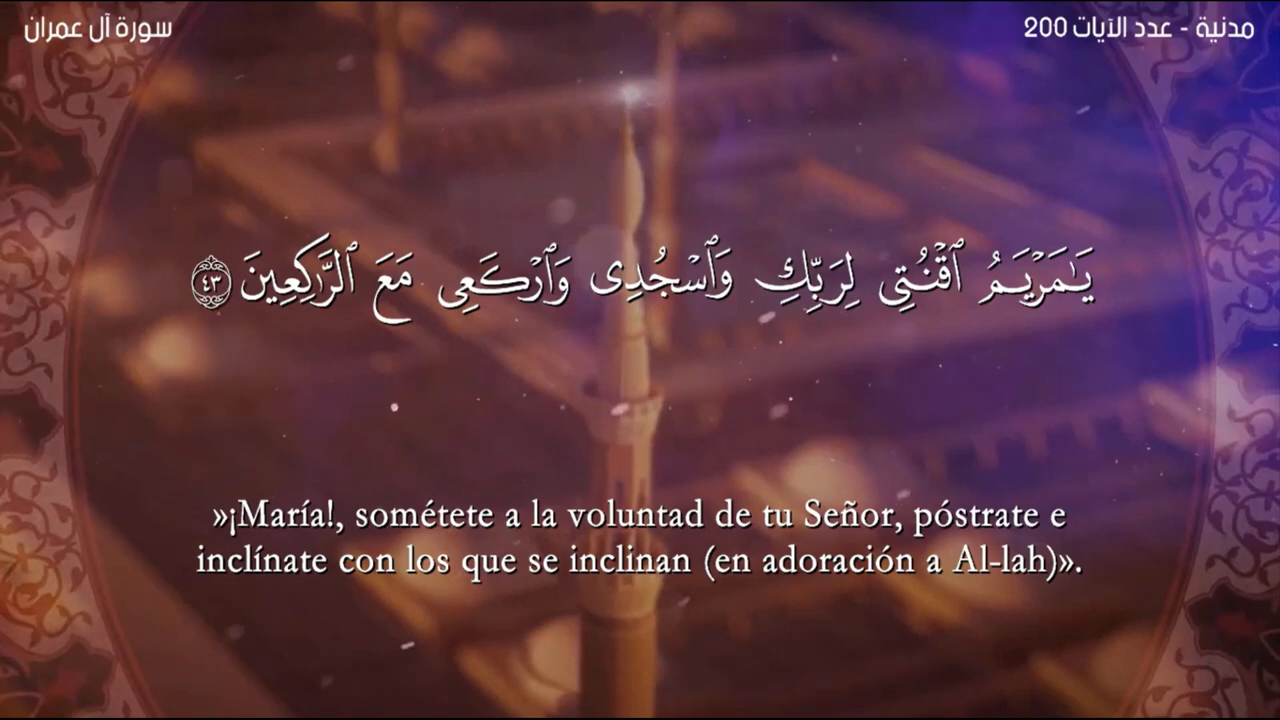 سورة آل عمران
مدنية - عدد الآيات 200
يَـٰمَرْيَمُ ٱقْنُتِى لِرَبِّكِ وَٱسْجُدِى وَٱرْكَعِى مَعَ ٱلرَّٰكِعِينَ ٤٣
»¡María!, sométete a la voluntad de tu Señor, póstrate e
inclínate con los que se inclinan (en adoración a Al-lah)».